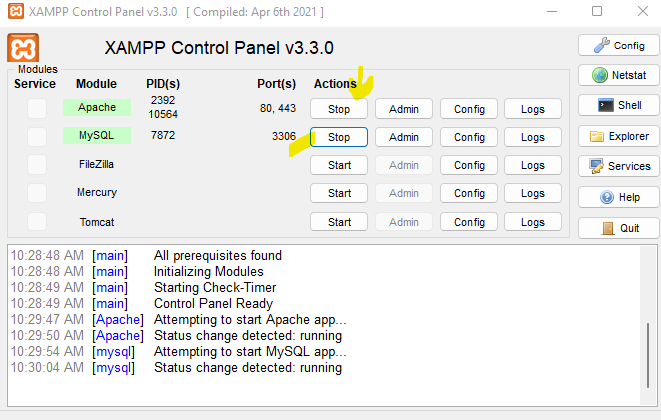 XAMPP Control Panel v3.3.0 [ Compiled: Apr 6th 2021 ]
XAMPP Control Panel v3.3.0
Config
Modules
Service Module PID(s) Port(s) Actions
Netstat
Apache 2392 10564 80, 443 Stop Admin Config Logs
Shell
MySQL 7872 3306 Stop Admin Config Logs
Explorer
FileZilla Start Admin Config Logs
Services
Mercury Start Admin Config Logs
Help
Tomcat Start Admin Config Logs
Quit
10:28:48 AM [main] All prerequisites found
10:28:48 AM [main] Initializing Modules
10:28:49 AM [main] Starting Check-Timer
10:28:49 AM [main] Control Panel Ready
10:29:47 AM [Apache] Attempting to start Apache app...
10:29:50 AM [Apache] Status change detected: running
10:29:54 AM [mysql] Attempting to start MySQL app...
10:30:04 AM [mysql] Status change detected: running